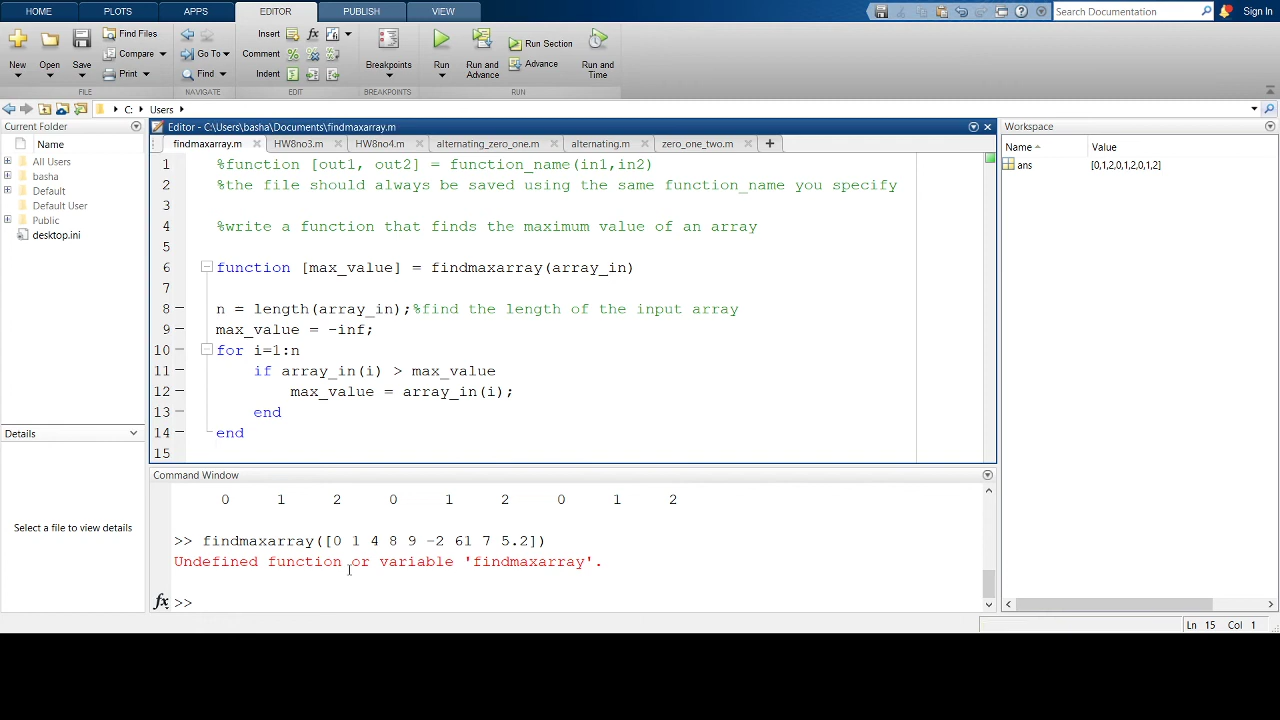 HOME PLOTS APPS EDITOR PUBLISH VIEW Search Documentation Sign In
New Open Save Find Files Compare Print
FILE
Go To Find
NAVIGATE
Insert fx
Comment
Indent
EDIT
Breakpoints
BREAKPOINTS
Run Run and Advance Run Section Advance Run and Time
RUN
C: Users
Current Folder
Name
All Users
basha
Default
Default User
Public
desktop.ini
Details
Select a file to view details
Editor - C:\Users\basha\Documents\findmaxarray.m
findmaxarray.m HW8no3.m HW8no4.m alternating_zero_one.m alternating.m zero_one_two.m +
1 %function [out1, out2] = function_name(in1,in2)
2 %the file should always be saved using the same function_name you specify
3
4 %write a function that finds the maximum value of an array
5
6 function [max_value] = findmaxarray(array_in)
7
8 n = length(array_in);%find the length of the input array
9 max_value = -inf;
10 for i=1:n
11 if array_in(i) > max_value
12 max_value = array_in(i);
13 end
14 end
15
Command Window
0 1 2 0 1 2 0 1 2
>> findmaxarray([0 1 4 8 9 -2 61 7 5.2])
Undefined function or variable 'findmaxarray'.
fx >>
Workspace
Name Value
ans [0,1,2,0,1,2,0,1,2]
Ln 15 Col 1